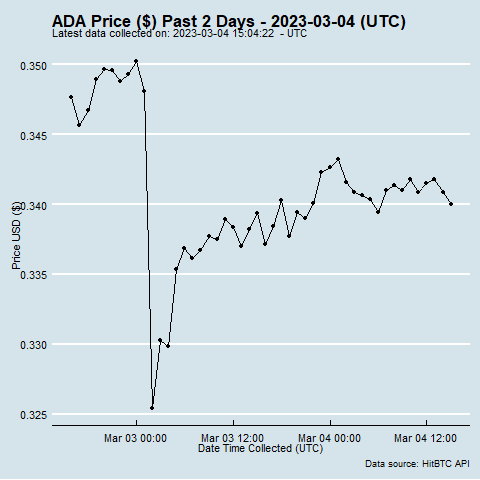 ADA Price ($) Past 2 Days - 2023-03-04 (UTC)
Latest data collected on: 2023-03-04 15:04:22 - UTC
0.350
0.345
0.340
0.335
0.330
0.325
Price USD ($)
Mar 03 00:00
Mar 03 12:00
Mar 04 00:00
Mar 04 12:00
Date Time Collected (UTC)
Data source: HitBTC API